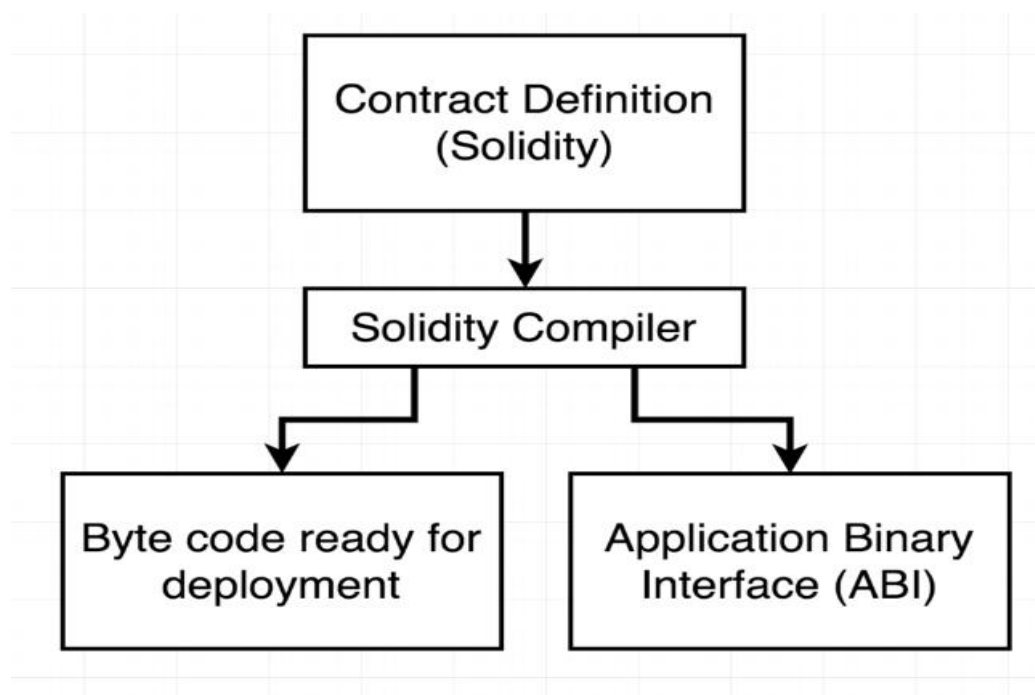 Contract Definition
(Solidity)
Solidity Compiler
Byte code ready for
deployment
Application Binary
Interface (ABI)